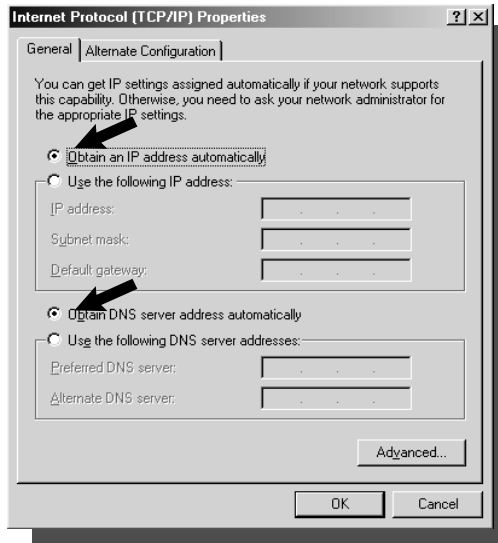 Internet Protocol (TCP/IP) Properties
General
Alternate Configuration
You can get IP settings assigned automatically if your network supports
this capability. Otherwise, you need to ask your network administrator for
the appropriate IP settings.
Obtain an IP address automatically
Use the following IP address:
IP address:
Subnet mask:
Default gateway:
Obtain DNS server address automatically
Use the following DNS server addresses:
Preferred DNS server:
Alternate DNS server:
Advanced...
OK
Cancel